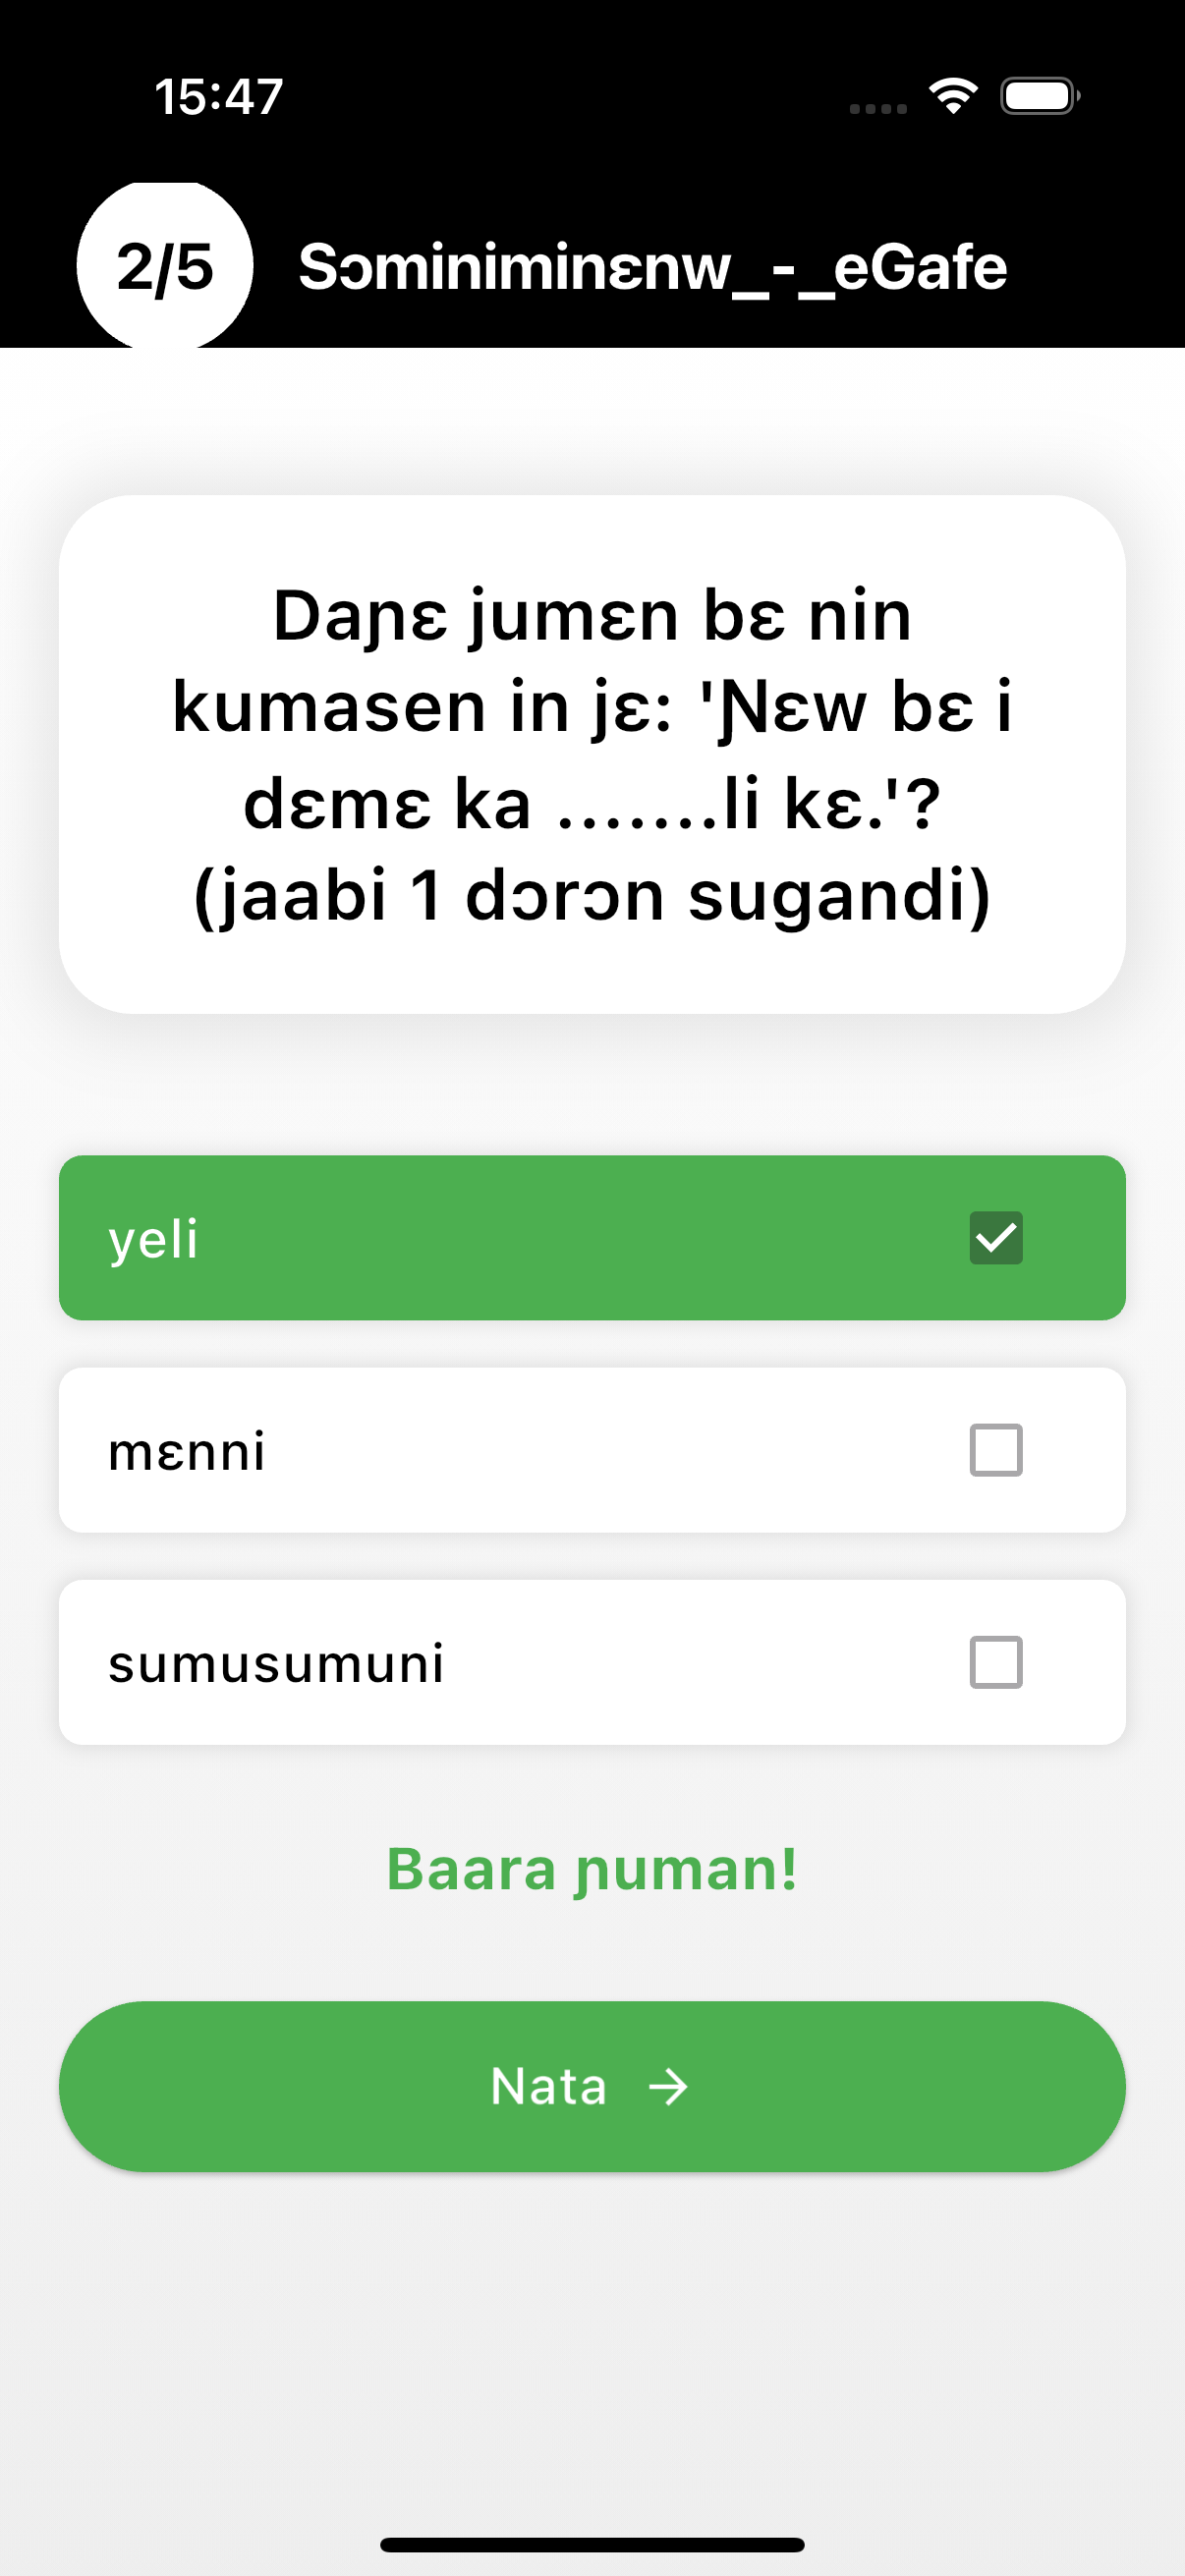 15:47
2/5 Sɔminiminɛnw_-_eGafe
Daɲɛ jumɛn bɛ nin
kumasen in jɛ: 'Ɲɛw bɛ i
dɛmɛ ka .......li kɛ.'?
(jaabi 1 dɔrɔn sugandi)
yeli
mɛnni
sumusumuni
Baara ɲuman!
Nata →